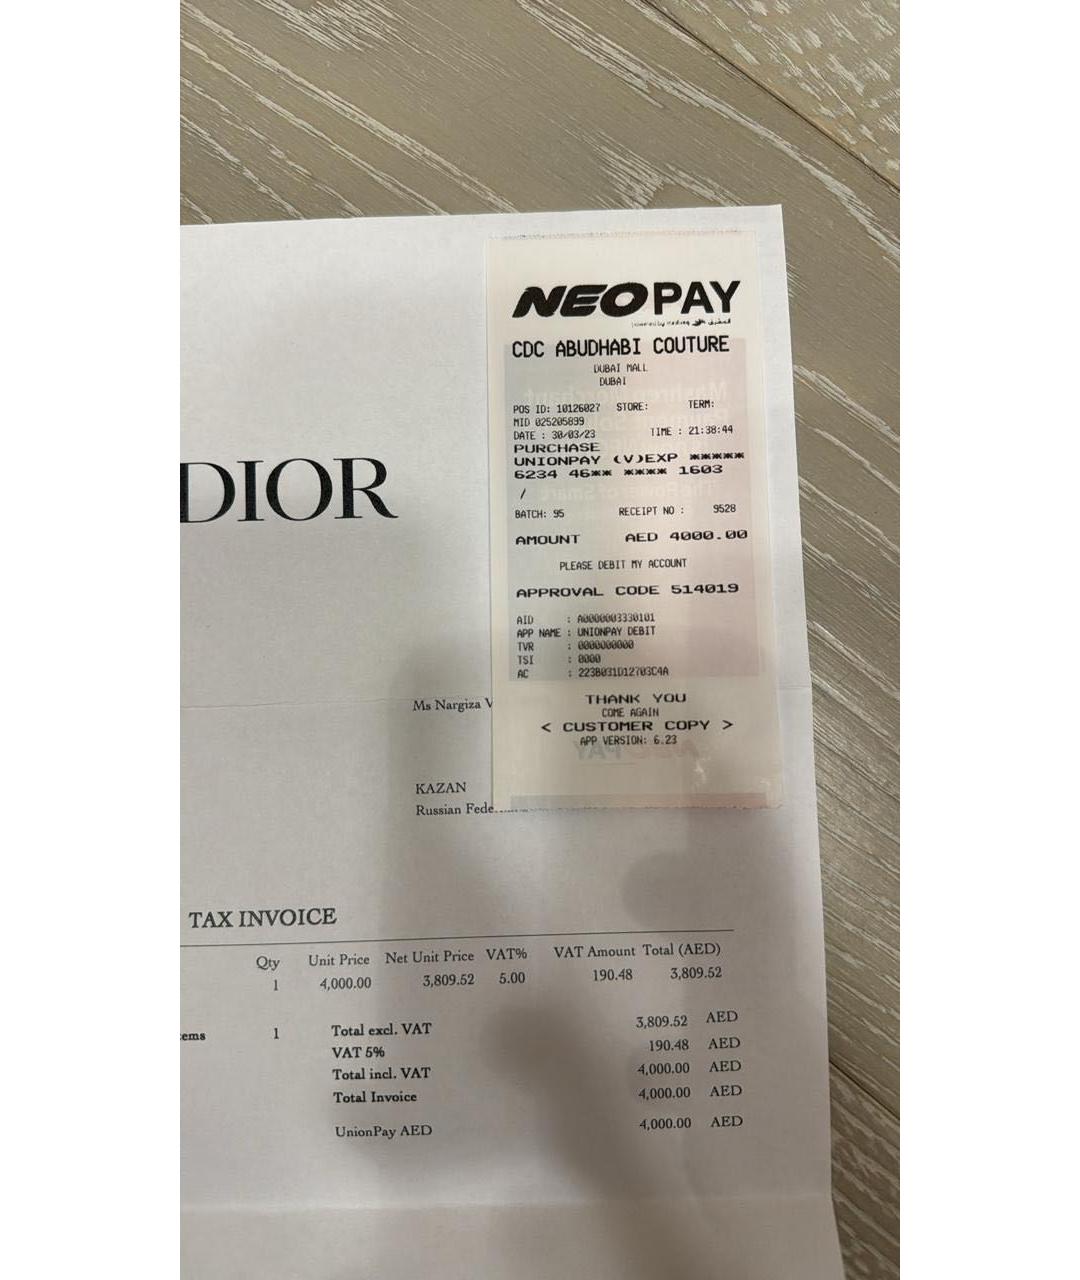 NEOPAY
powered by
CDC ABUDHABI COUTURE
DUBAI MALL
DUBAI
POS ID: 10126027 STORE: TERM:
MID 025205899
DATE : 30/03/23 TIME : 21:38:44
PURCHASE
UNIONPAY (V)EXP *****
6234 46** **** 1603
/
BATCH: 95 RECEIPT NO : 9528
AMOUNT AED 4000.00
PLEASE DEBIT MY ACCOUNT
APPROVAL CODE 514019
AID : A0000003330101
APP NAME : UNIONPAY DEBIT
TVR : 0000000000
TSI : 0000
AC : 223B031D12703C4A
THANK YOU
COME AGAIN
< CUSTOMER COPY >
APP VERSION: 6.23
DIOR
Ms Nargiza V
KAZAN
Russian Fede
TAX INVOICE
Qty Unit Price Net Unit Price VAT% VAT Amount Total (AED)
1 4,000.00 3,809.52 5.00 190.48 3,809.52
ems 1 Total excl. VAT 3,809.52 AED
VAT 5% 190.48 AED
Total incl. VAT 4,000.00 AED
Total Invoice 4,000.00 AED
UnionPay AED 4,000.00 AED